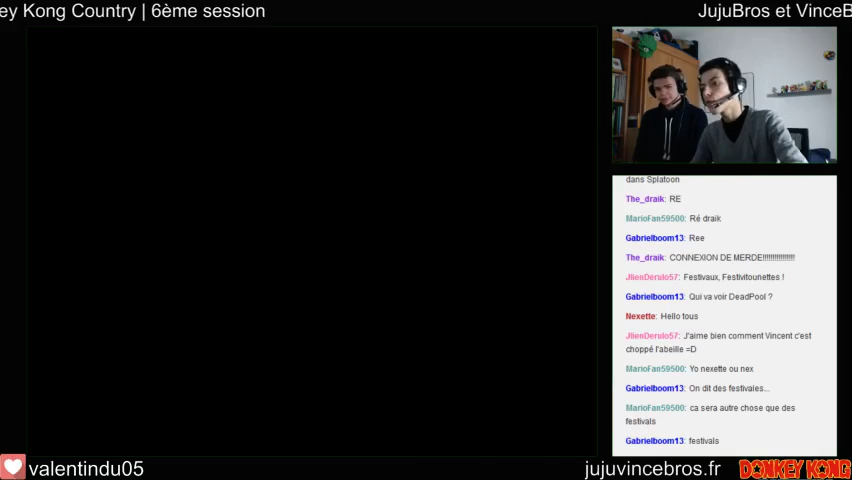 ey Kong Country | 6ème session
JujuBros et VinceB
dans Splatoon
The_draik: RE
MarioFan59500: Ré draik
Gabrielboom13: Ree
The_draik: CONNEXION DE MERDE!!!!!!!!!!!!!!!!
JlienDerulo57: Festivaux, Festivitounettes !
Gabrielboom13: Qui va voir DeadPool ?
Nexette: Hello tous
JlienDerulo57: J'aime bien comment Vincent c'est
choppé l'abeille =D
MarioFan59500: Yo nexette ou nex
Gabrielboom13: On dit des festivales...
MarioFan59500: ca sera autre chose que des
festivals
Gabrielboom13: festivals
valentindu05
jujuvincebros.fr
DONKEY KONG